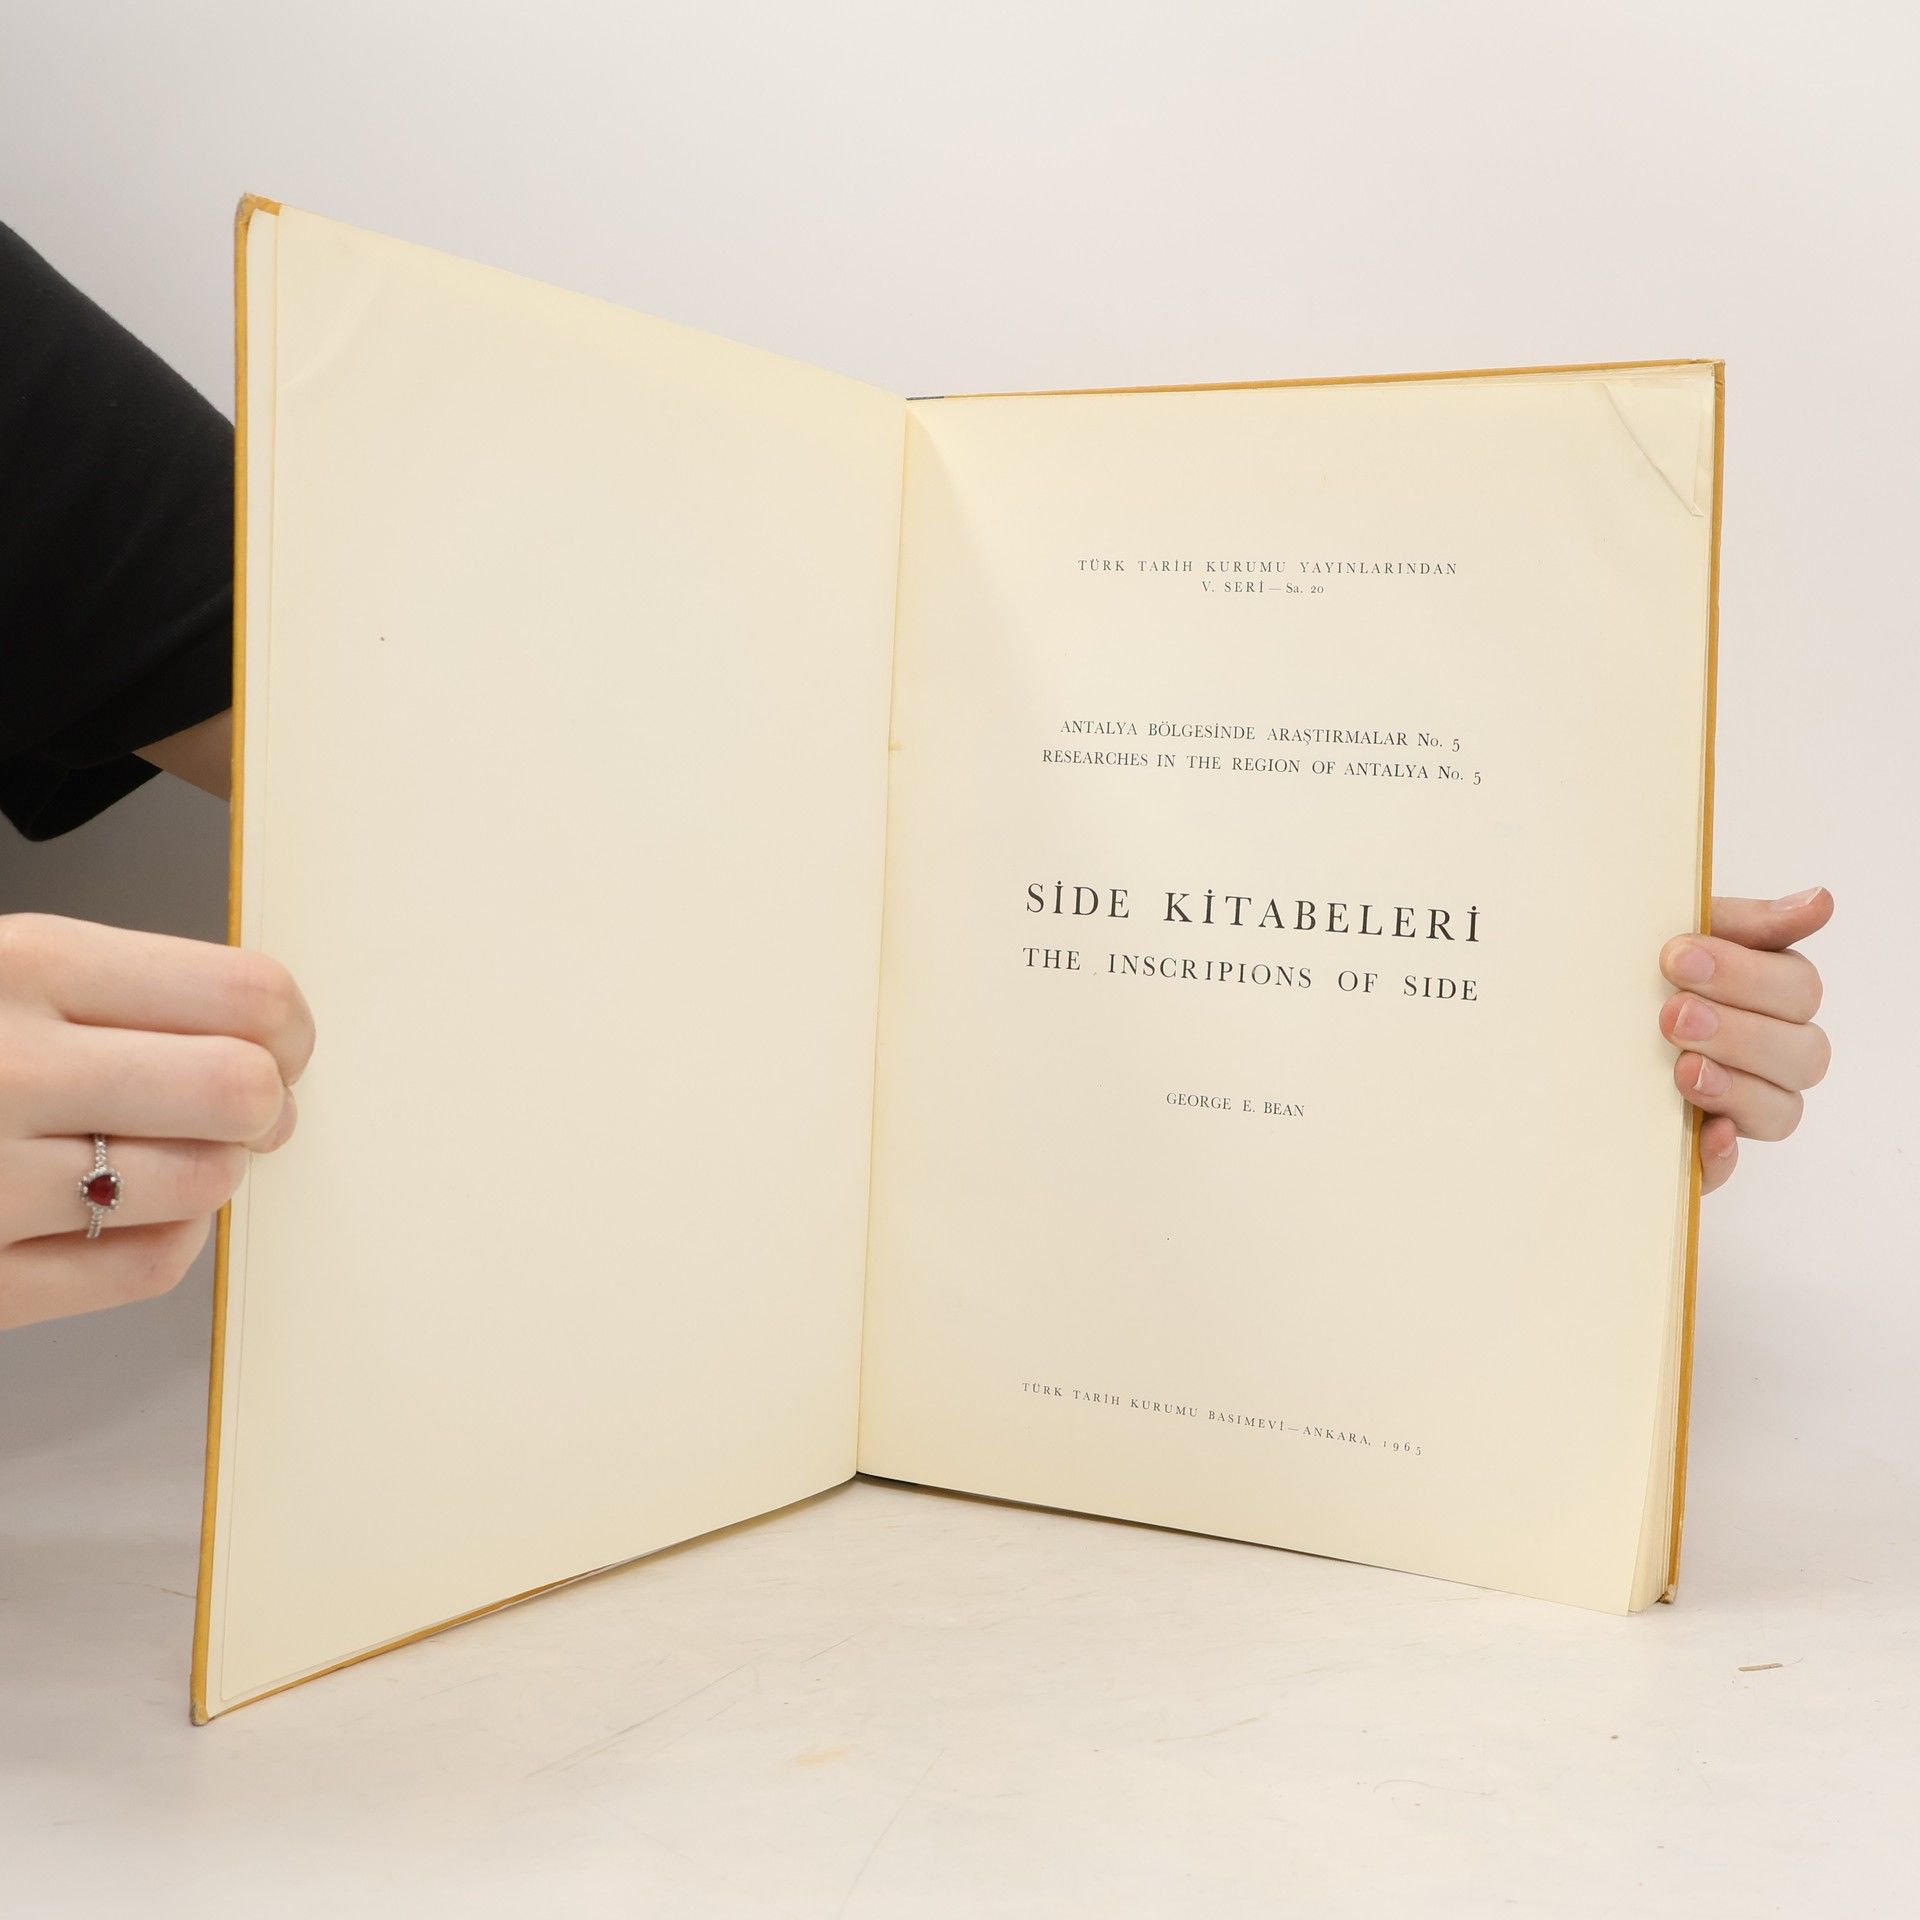 TÜRK TARİH KURUMU YAYINLARINDAN
V. SERİ — Sa. 20
ANTALYA BÖLGESİNDE ARAŞTIRMALAR No. 5
RESEARCHES IN THE REGION OF ANTALYA No. 5
SİDE KİTABELERİ
THE INSCRIPIONS OF SIDE
GEORGE E. BEAN
TÜRK TARİH KURUMU BASIMEVİ — ANKARA, 1965